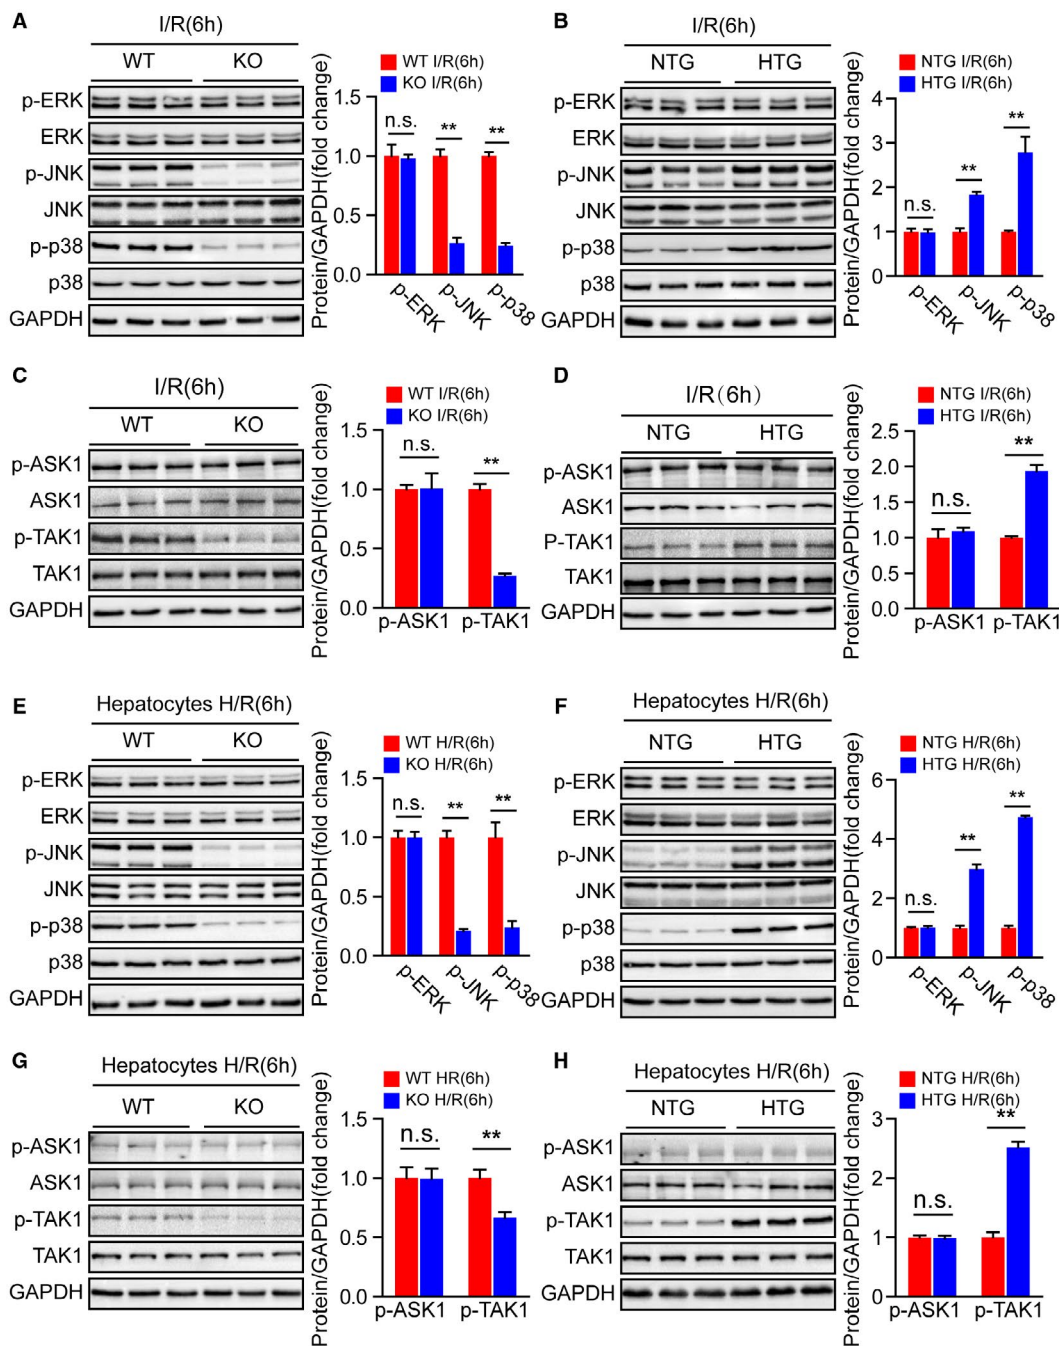 A
I/R(6h)
WT KO
p-ERK
ERK
p-JNK
JNK
p-p38
p38
GAPDH
WT I/R(6h)
KO I/R(6h)
Protein/GAPDH(fold change)
1.5
1.0
0.5
0.0
n.s. ** **
p-ERK p-JNK p-p38
B
I/R(6h)
NTG HTG
p-ERK
ERK
p-JNK
JNK
p-p38
p38
GAPDH
NTG I/R(6h)
HTG I/R(6h)
Protein/GAPDH(fold change)
4
3
2
1
0
n.s. ** **
p-ERK p-JNK p-p38
C
I/R(6h)
WT KO
p-ASK1
ASK1
p-TAK1
TAK1
GAPDH
WT I/R(6h)
KO I/R(6h)
Protein/GAPDH(fold change)
1.5
1.0
0.5
0.0
n.s. **
p-ASK1 p-TAK1
D
I/R(6h)
NTG HTG
p-ASK1
ASK1
P-TAK1
TAK1
GAPDH
NTG I/R(6h)
HTG I/R(6h)
Protein/GAPDH(fold change)
2.5
2.0
1.5
1.0
0.5
0.0
n.s. **
p-ASK1 p-TAK1
E
Hepatocytes H/R(6h)
WT KO
p-ERK
ERK
p-JNK
JNK
p-p38
p38
GAPDH
WT H/R(6h)
KO H/R(6h)
Protein/GAPDH(fold change)
1.5
1.0
0.5
0.0
n.s. ** **
p-ERK p-JNK p-p38
F
Hepatocytes H/R(6h)
NTG HTG
p-ERK
ERK
p-JNK
JNK
p-p38
p38
GAPDH
NTG H/R(6h)
HTG H/R(6h)
Protein/GAPDH(fold change)
6
4
2
0
n.s. ** **
p-ERK p-JNK p-p38
G
Hepatocytes H/R(6h)
WT KO
p-ASK1
ASK1
p-TAK1
TAK1
GAPDH
WT HR(6h)
KO H/R(6h)
Protein/GAPDH(fold change)
1.5
1.0
0.5
0.0
n.s. **
p-ASK1 p-TAK1
H
Hepatocytes H/R(6h)
NTG HTG
p-ASK1
ASK1
p-TAK1
TAK1
GAPDH
NTG H/R(6h)
HTG H/R(6h)
Protein/GAPDH(fold change)
3
2
1
0
n.s. **
p-ASK1 p-TAK1